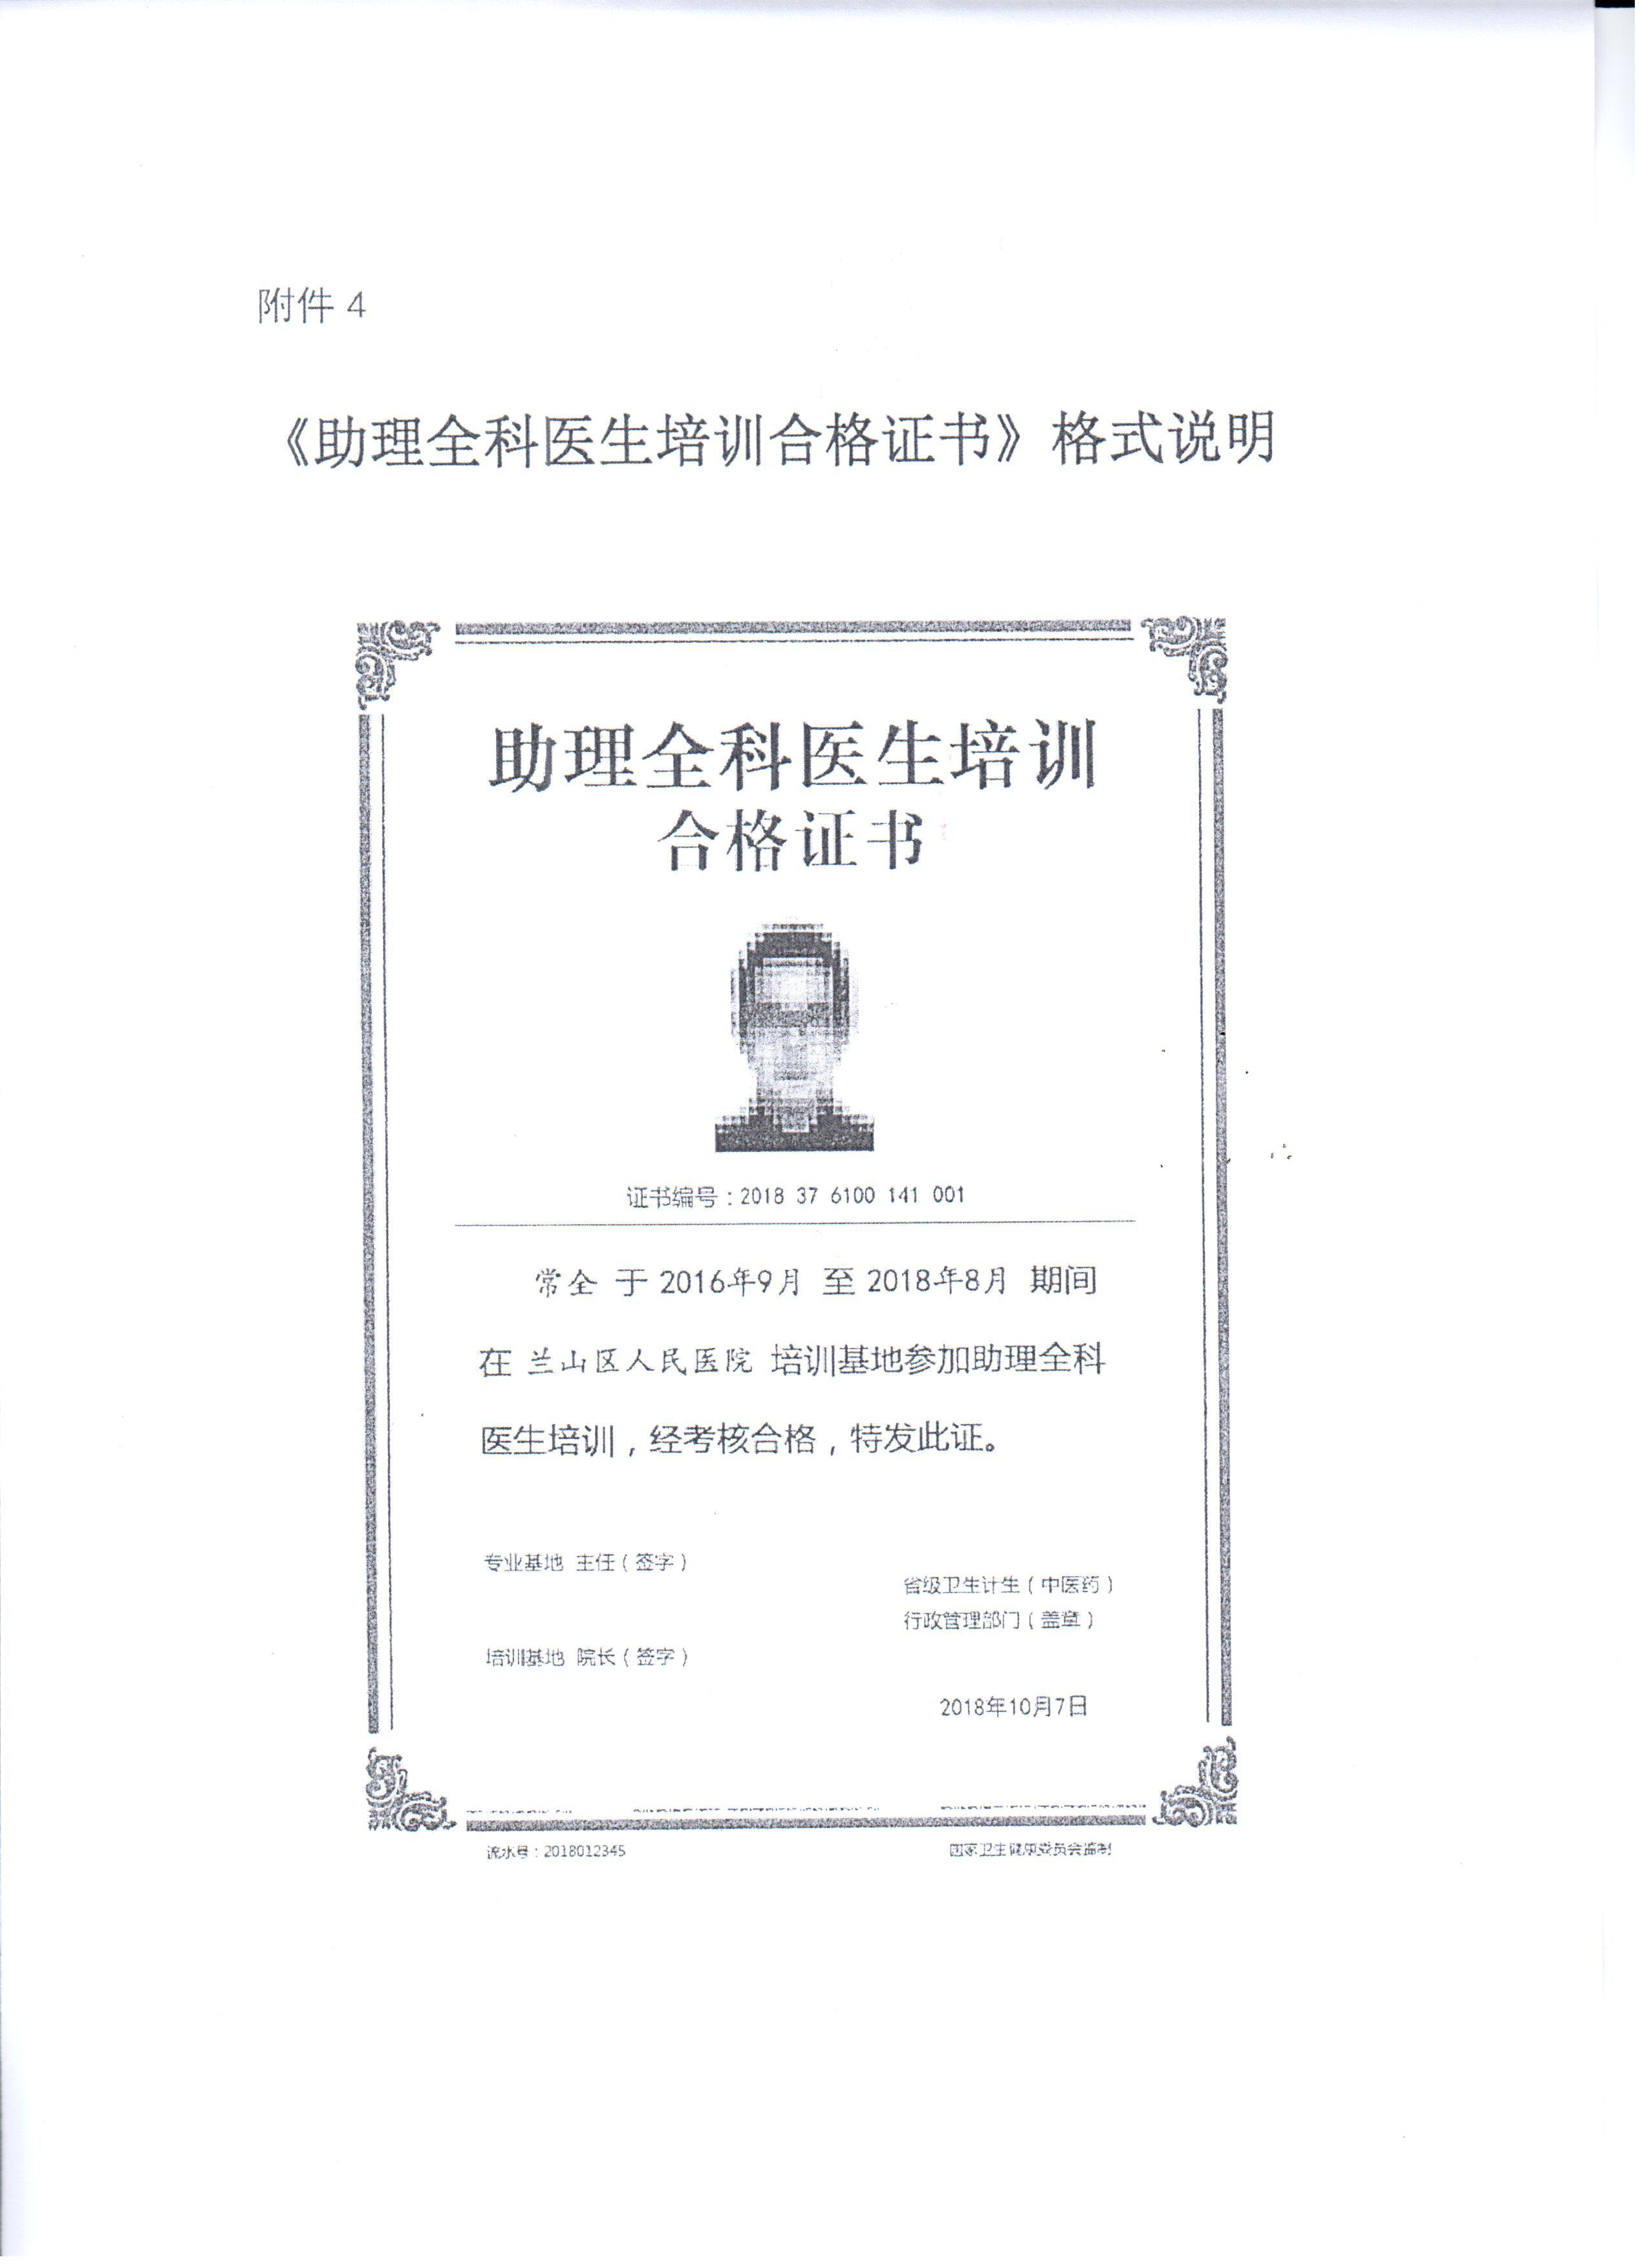 附件 4
《助理全科医生培训合格证书》格式说明
助理全科医生培训
合格证书
证书编号：2018 37 6100 141 001
常全 于 2016年9月 至 2018年8月 期间
在 兰山区人民医院 培训基地参加助理全科
医生培训，经考核合格，特发此证。
专业基地 主任（签字）
省级卫生计生（中医药）
行政管理部门（盖章）
培训基地 院长（签字）
2018年10月7日
流水号：2018012345
国家卫生健康委员会监制